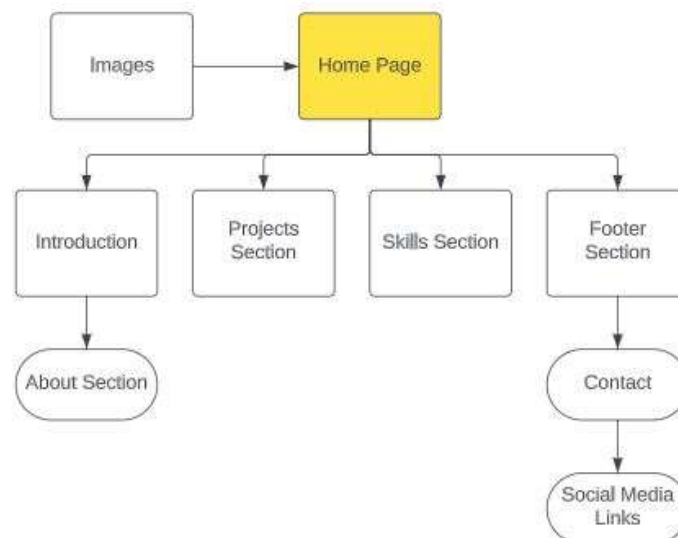 Images
Home Page
Introduction
Projects
Section
Skills Section
Footer
Section
About Section
Contact
Social Media
Links